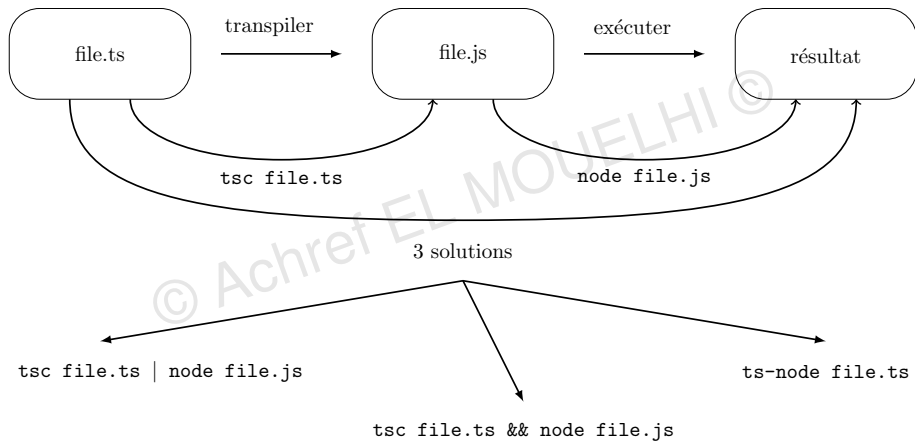 transpiler
exécuter
file.ts
file.js
résultat
tsc file.ts
node file.js
© Achref EL MOUELHI ©
3 solutions
tsc file.ts | node file.js
ts-node file.ts
tsc file.ts && node file.js